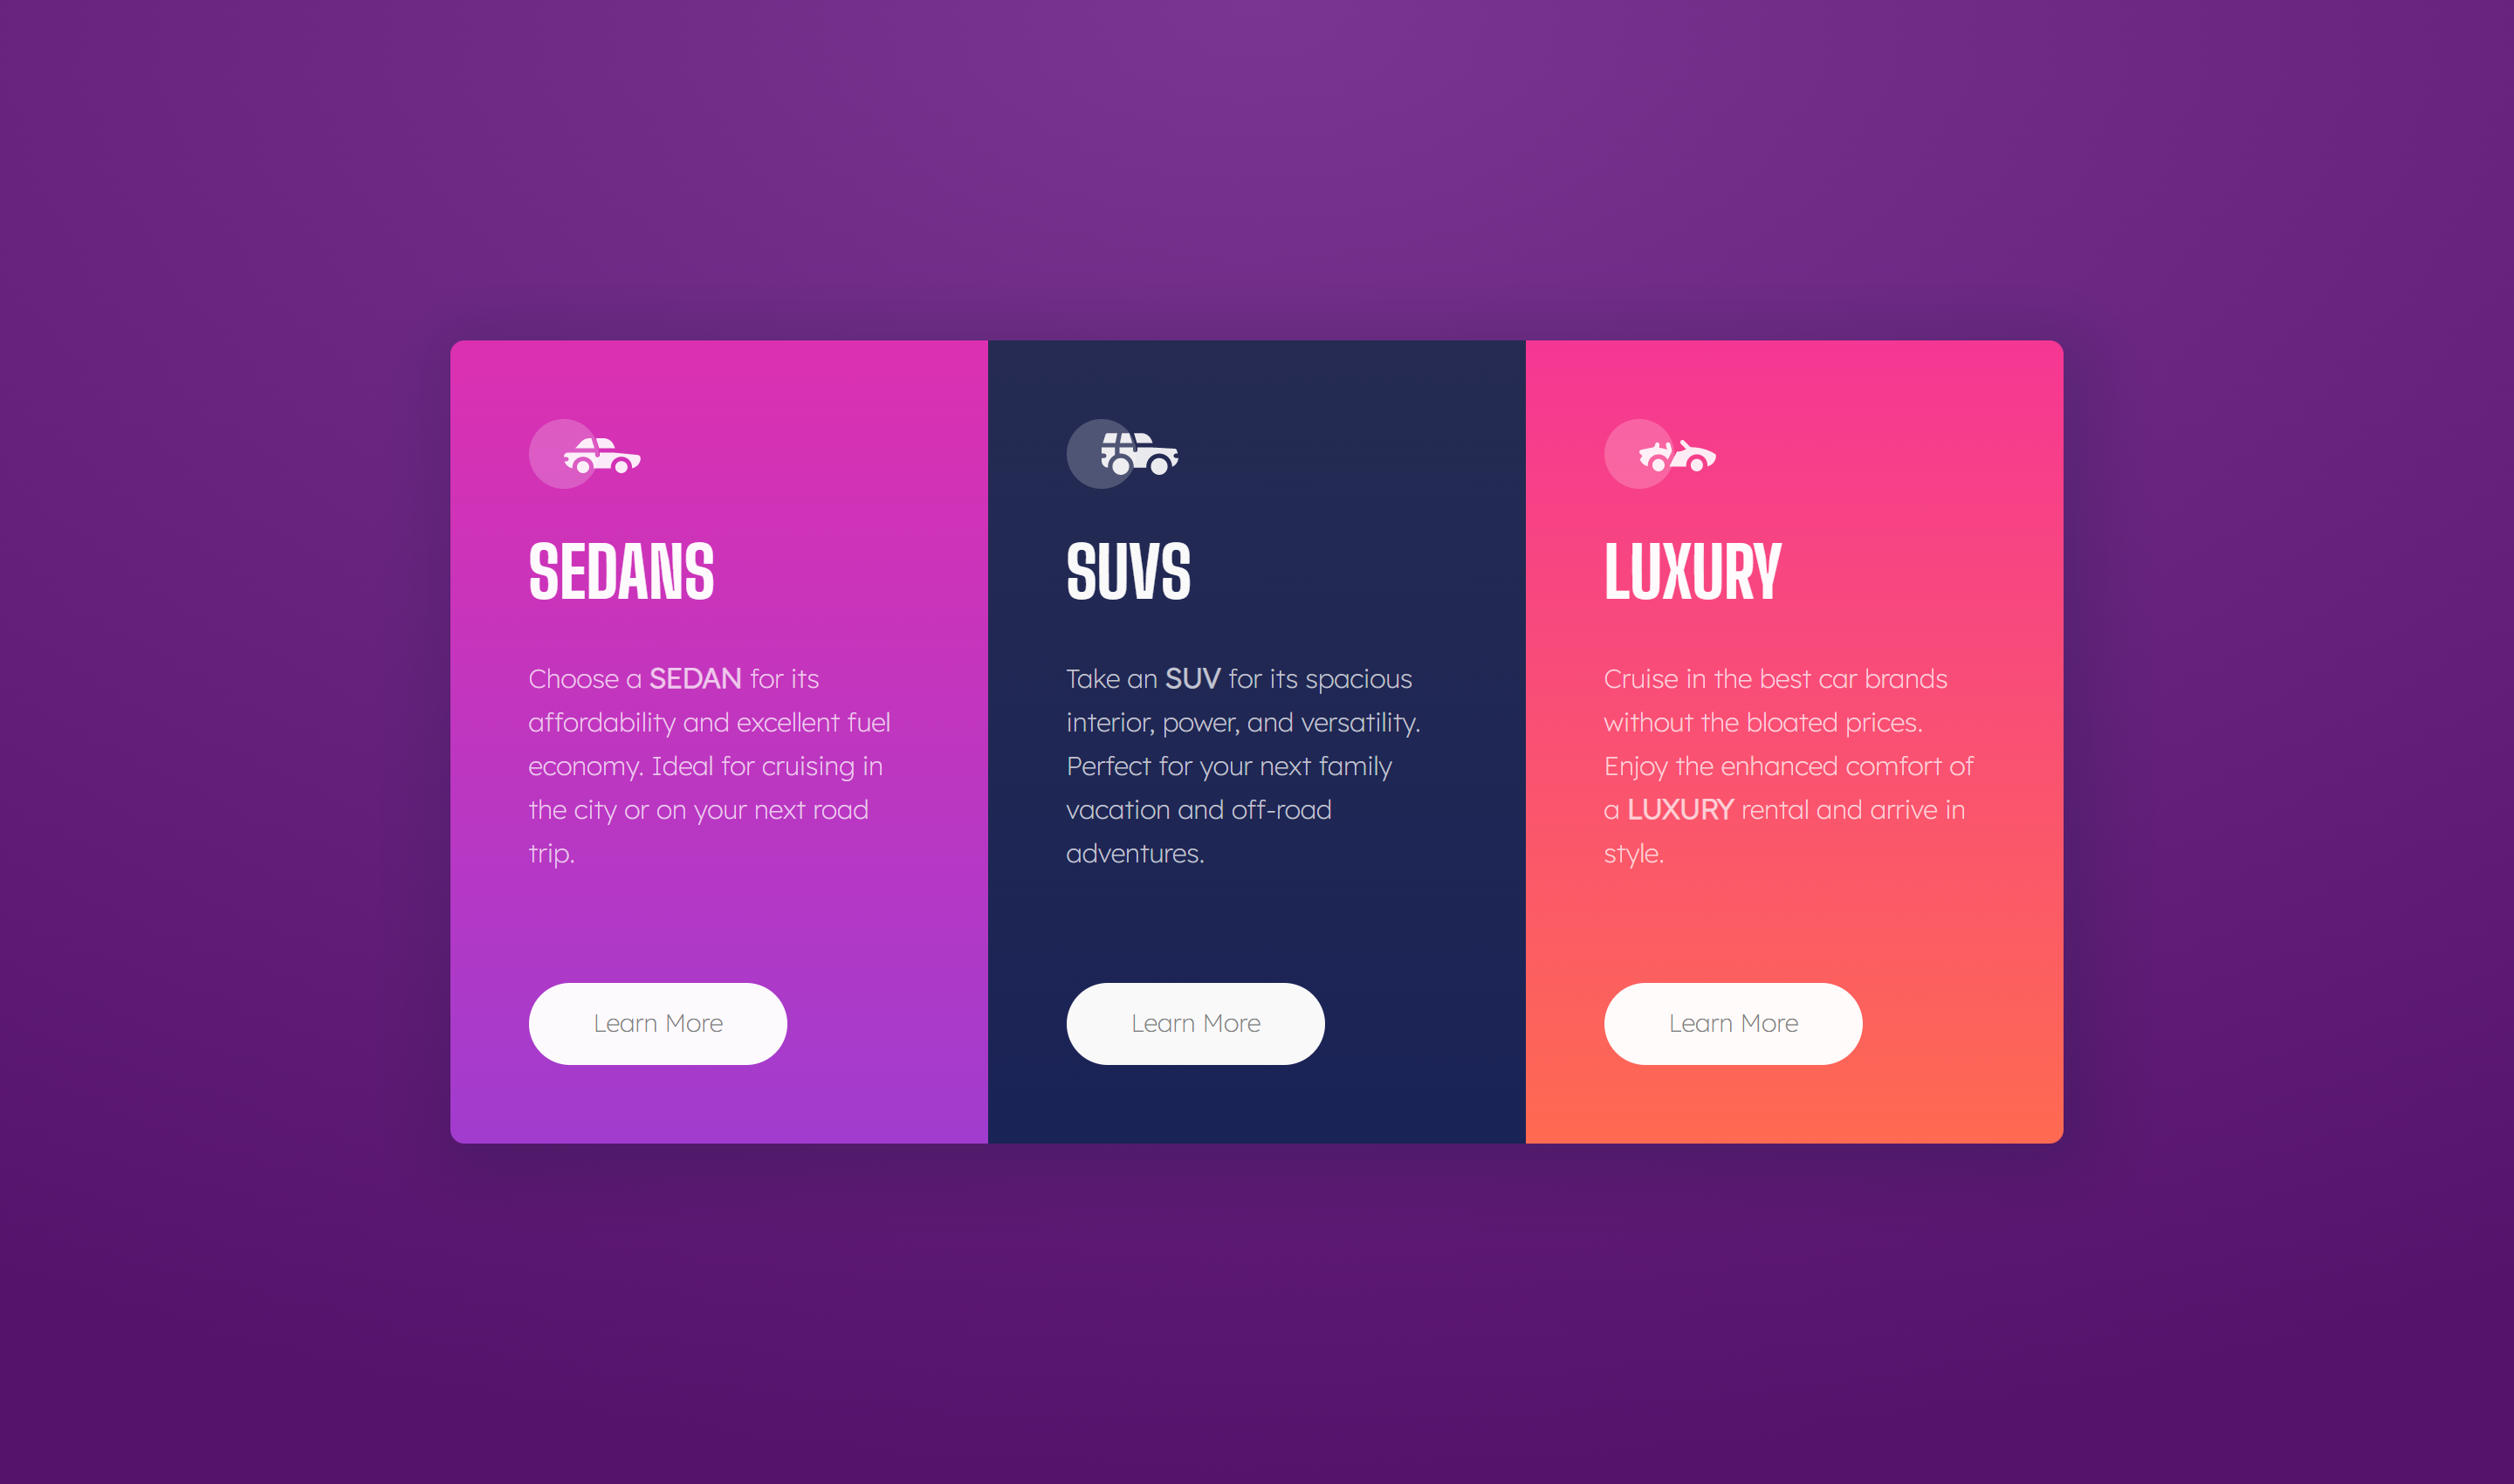 SEDANS
Choose a SEDAN for its
affordability and excellent fuel
economy. Ideal for cruising in
the city or on your next road
trip.
Learn More
SUVS
Take an SUV for its spacious
interior, power, and versatility.
Perfect for your next family
vacation and off-road
adventures.
Learn More
LUXURY
Cruise in the best car brands
without the bloated prices.
Enjoy the enhanced comfort of
a LUXURY rental and arrive in
style.
Learn More